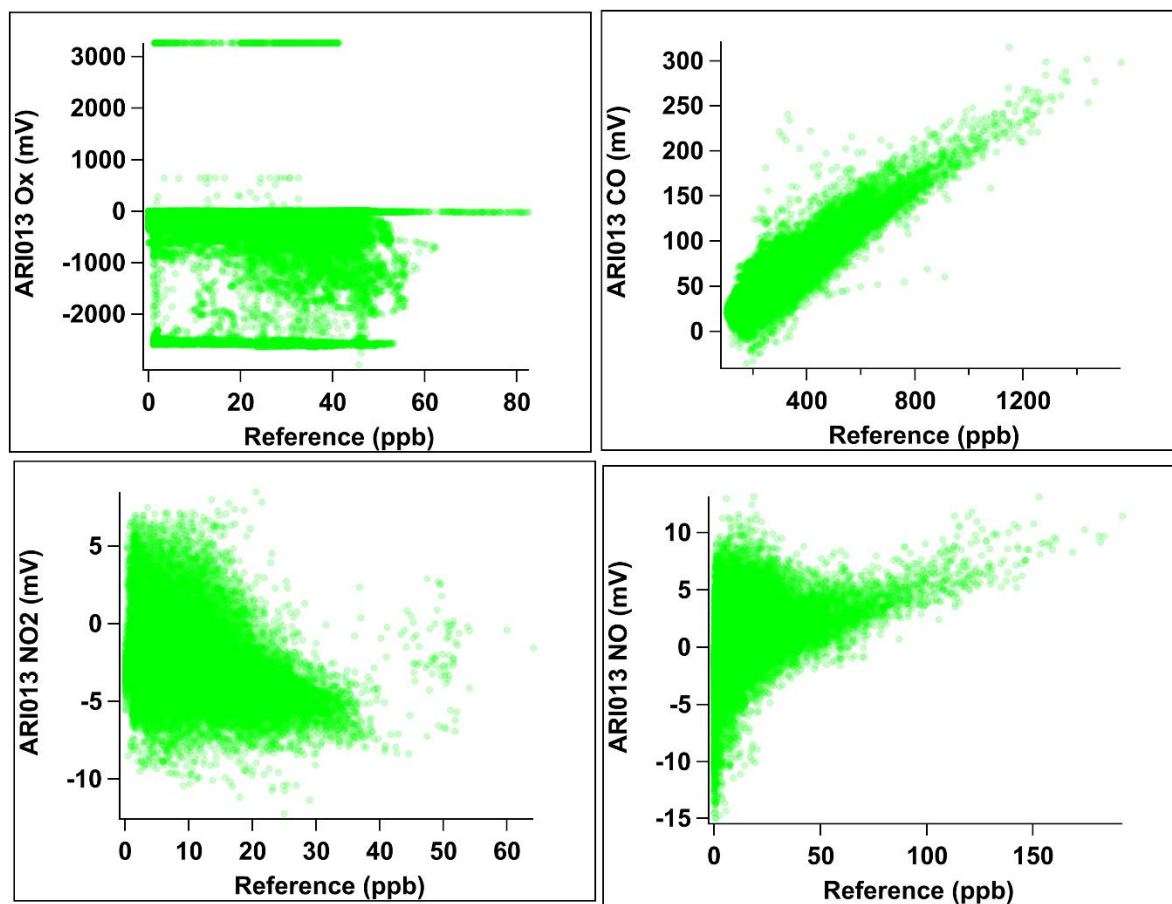 3000
2000
1000
0
-1000
-2000
ARI013 Ox (mV)
0 20 40 60 80
Reference (ppb)
300
250
200
150
100
50
0
ARI013 CO (mV)
400 800 1200
Reference (ppb)
5
0
-5
-10
ARI013 NO2 (mV)
0 10 20 30 40 50 60
Reference (ppb)
10
5
0
-5
-10
-15
ARI013 NO (mV)
0 50 100 150
Reference (ppb)